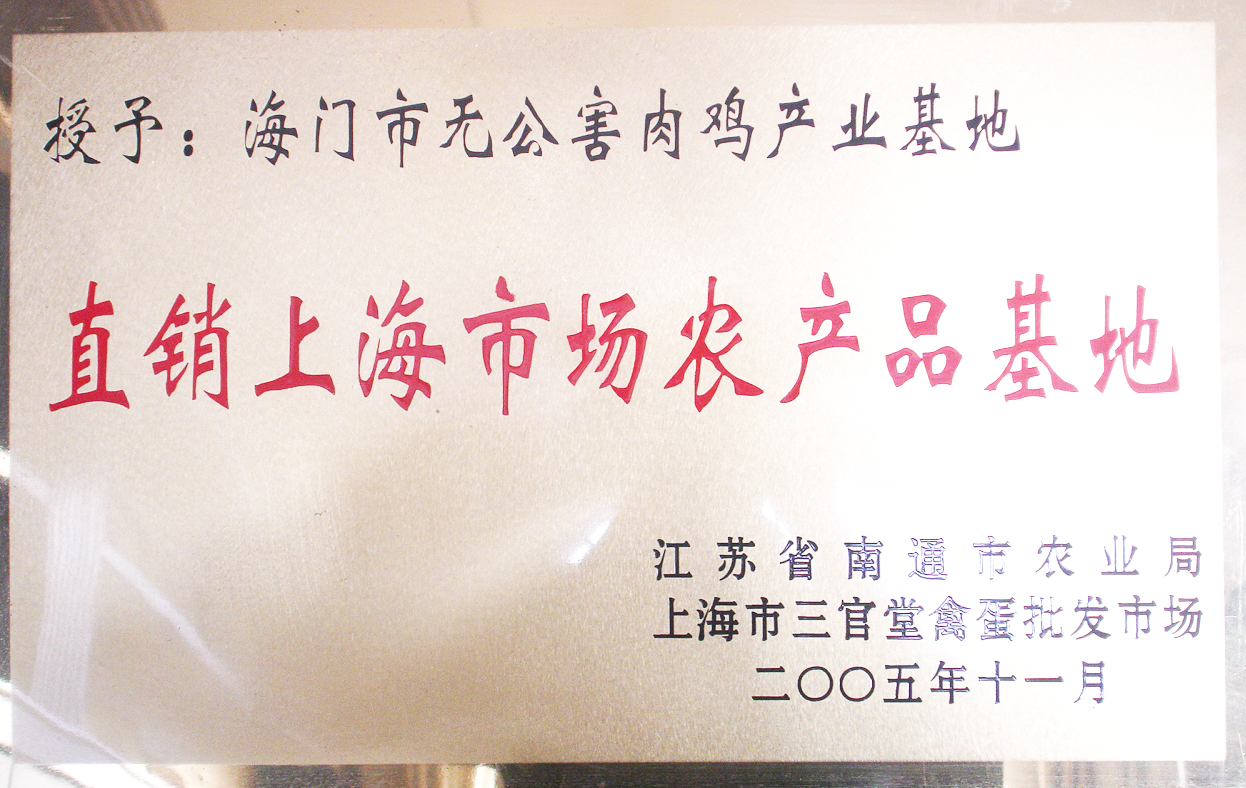 授予：海门市无公害肉鸡产业基地
直销上海市场农产品基地
江苏省南通市农业局
上海市三官堂禽蛋批发市场
二〇〇五年十一月